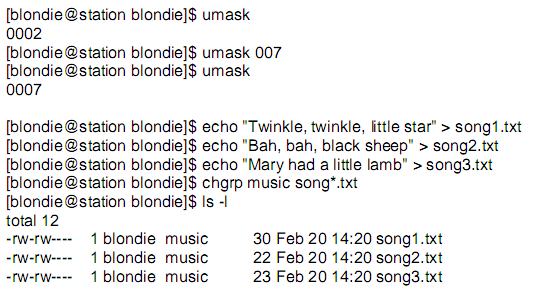 [blondie@station blondie]$ umask
0002
[blondie@station blondie]$ umask 007
[blondie@station blondie]$ umask
0007
[blondie@station blondie]$ echo "Twinkle, twinkle, little star" > song1.txt
[blondie@station blondie]$ echo "Bah, bah, black sheep" > song2.txt
[blondie@station blondie]$ echo "Mary had a little lamb" > song3.txt
[blondie@station blondie]$ chgrp music song*.txt
[blondie@station blondie]$ ls -l
total 12
-rw-rw---- 1 blondie music 30 Feb 20 14:20 song1.txt
-rw-rw---- 1 blondie music 22 Feb 20 14:20 song2.txt
-rw-rw---- 1 blondie music 23 Feb 20 14:20 song3.txt